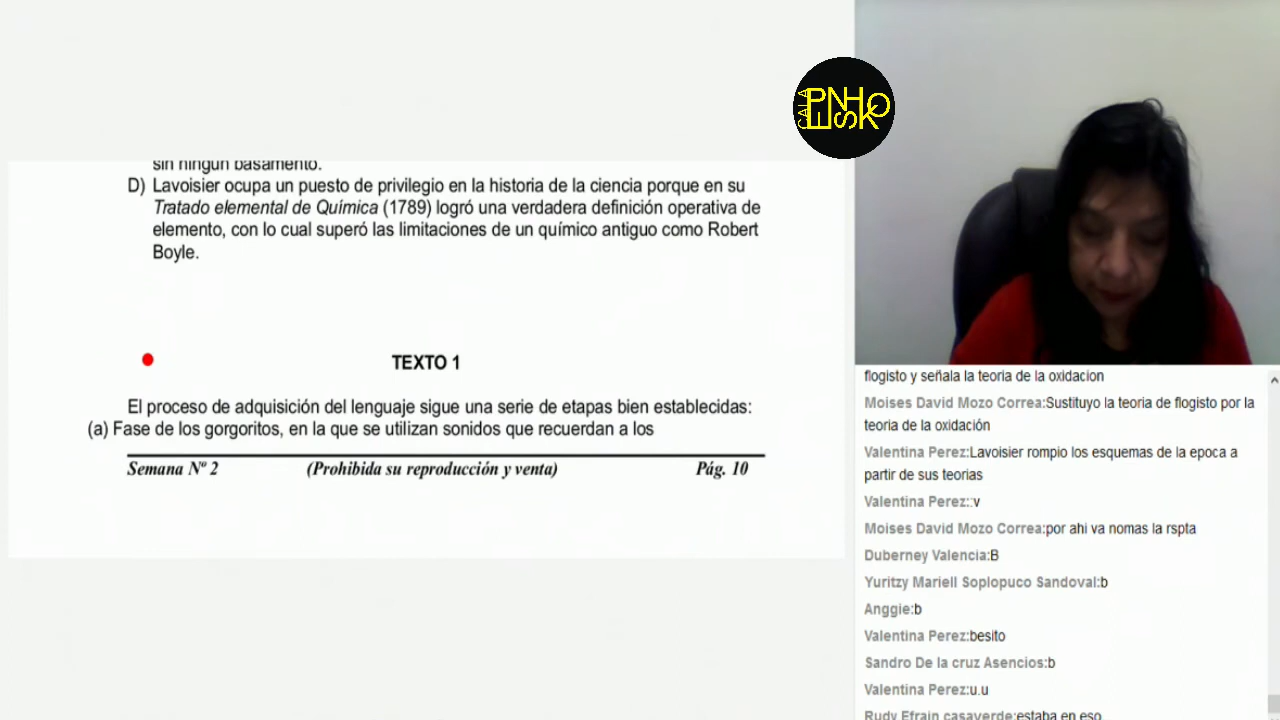 sin ningún basamento.
D) Lavoisier ocupa un puesto de privilegio en la historia de la ciencia porque en su
Tratado elemental de Química (1789) logró una verdadera definición operativa de
elemento, con lo cual superó las limitaciones de un químico antiguo como Robert
Boyle.
TEXTO 1
El proceso de adquisición del lenguaje sigue una serie de etapas bien establecidas:
(a) Fase de los gorgoritos, en la que se utilizan sonidos que recuerdan a los
Semana Nº 2 (Prohibida su reproducción y venta) Pág. 10
CALA
PENHSKO
flogisto y señala la teoria de la oxidacion
Moises David Mozo Correa:Sustituyo la teoria de flogisto por la
teoria de la oxidación
Valentina Perez:Lavoisier rompio los esquemas de la epoca a
partir de sus teorias
Valentina Perez::v
Moises David Mozo Correa:por ahi va nomas la rspta
Duberney Valencia:B
Yuritzy Mariell Soplopuco Sandoval:b
Anggie:b
Valentina Perez:besito
Sandro De la cruz Asencios:b
Valentina Perez:u.u
Rudy Efrain casaverde:estaba en eso